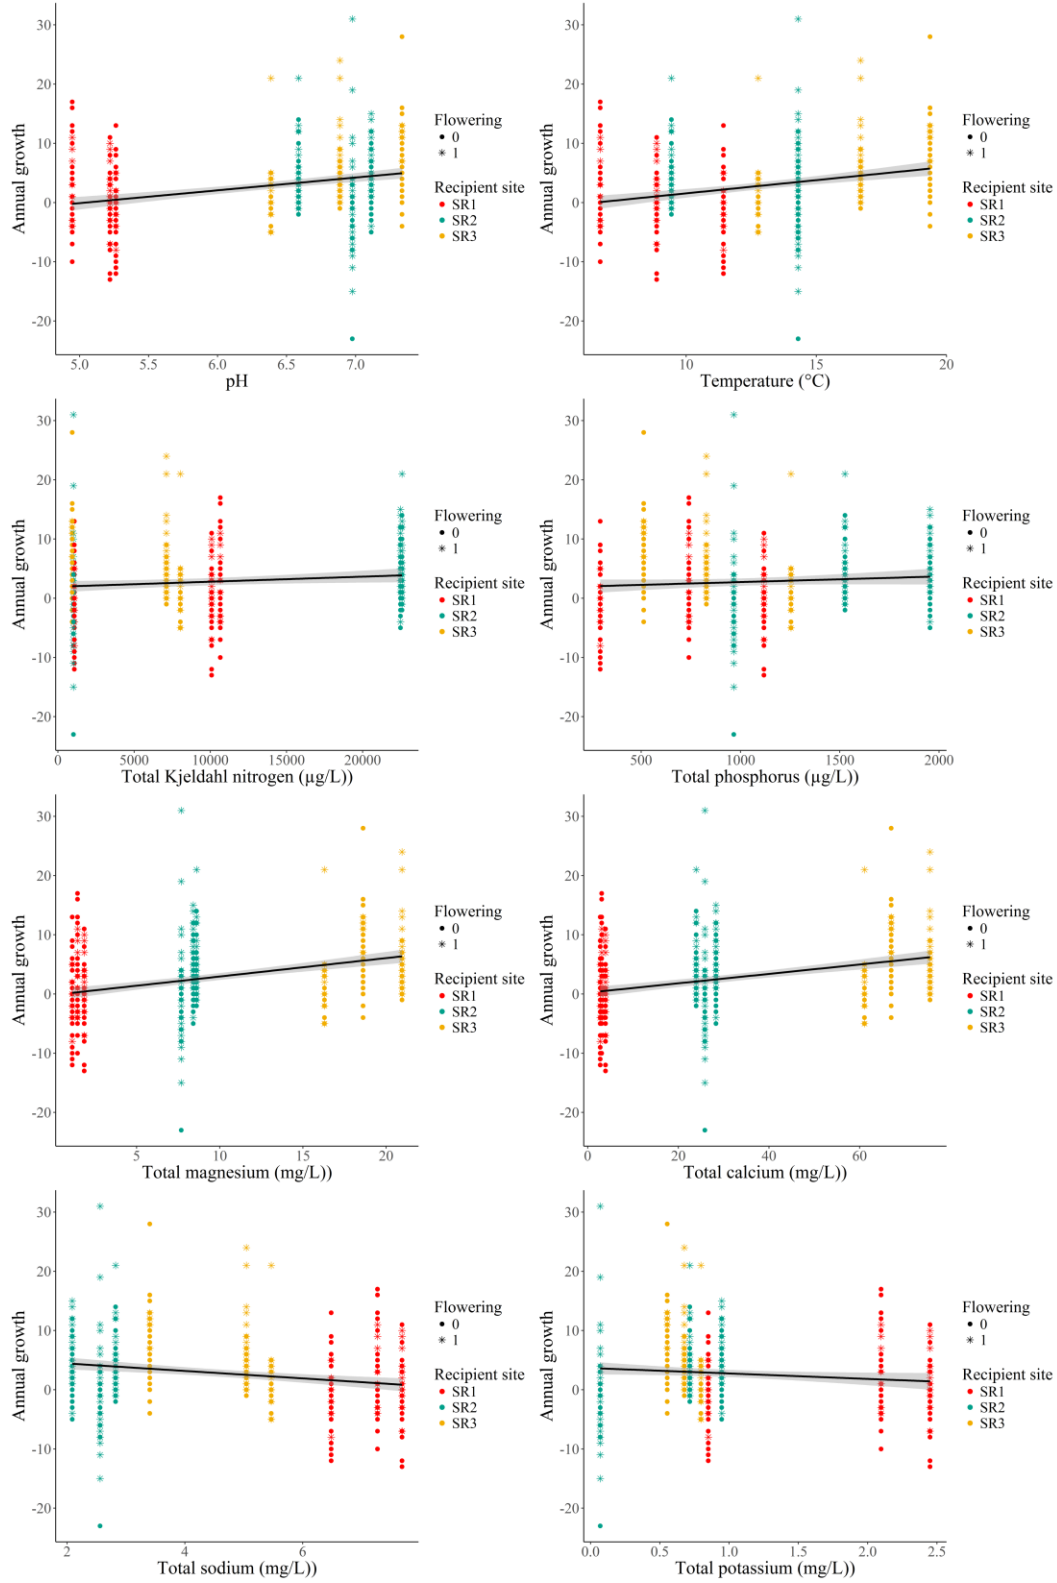 30
20
10
0
-10
-20
Annual growth
5.0 5.5 6.0 6.5 7.0
pH
Flowering
0
1
Recipient site
SR1
SR2
SR3
30
20
10
0
-10
-20
Annual growth
10 15 20
Temperature (°C)
Flowering
0
1
Recipient site
SR1
SR2
SR3
30
20
10
0
-10
-20
Annual growth
0 5000 10000 15000 20000
Total Kjeldahl nitrogen (µg/L))
Flowering
0
1
Recipient site
SR1
SR2
SR3
30
20
10
0
-10
-20
Annual growth
500 1000 1500 2000
Total phosphorus (µg/L))
Flowering
0
1
Recipient site
SR1
SR2
SR3
30
20
10
0
-10
-20
Annual growth
5 10 15 20
Total magnesium (mg/L))
Flowering
0
1
Recipient site
SR1
SR2
SR3
30
20
10
0
-10
-20
Annual growth
0 20 40 60
Total calcium (mg/L))
Flowering
0
1
Recipient site
SR1
SR2
SR3
30
20
10
0
-10
-20
Annual growth
2 4 6
Total sodium (mg/L))
Flowering
0
1
Recipient site
SR1
SR2
SR3
30
20
10
0
-10
-20
Annual growth
0.0 0.5 1.0 1.5 2.0 2.5
Total potassium (mg/L))
Flowering
0
1
Recipient site
SR1
SR2
SR3